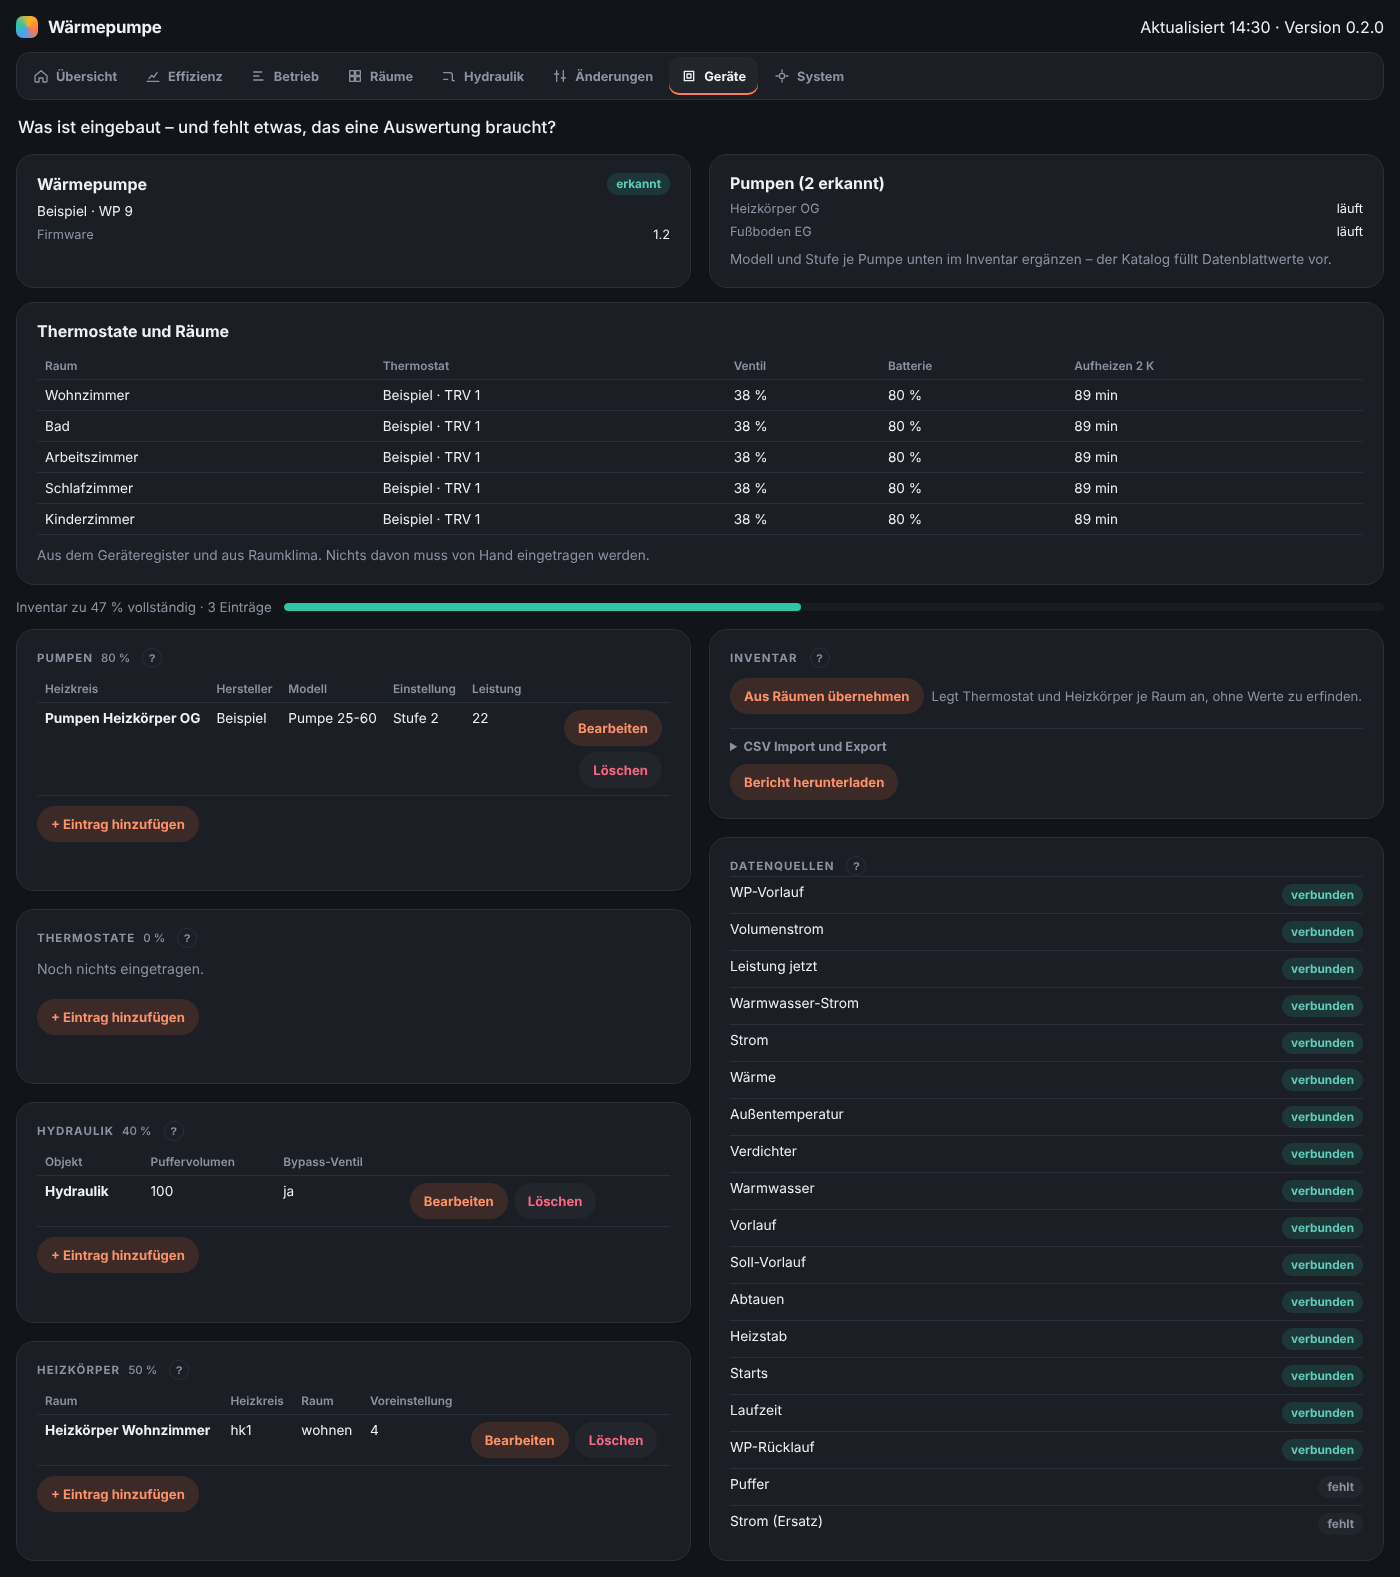 Wärmepumpe
Aktualisiert 14:30 · Version 0.2.0
Übersicht Effizienz Betrieb Räume Hydraulik Änderungen Geräte System
Was ist eingebaut – und fehlt etwas, das eine Auswertung braucht?
Wärmepumpe erkannt
Beispiel · WP 9
Firmware 1.2
Pumpen (2 erkannt)
Heizkörper OG läuft
Fußboden EG läuft
Modell und Stufe je Pumpe unten im Inventar ergänzen – der Katalog füllt Datenblattwerte vor.
Thermostate und Räume
Raum Thermostat Ventil Batterie Aufheizen 2 K
Wohnzimmer Beispiel · TRV 1 38 % 80 % 89 min
Bad Beispiel · TRV 1 38 % 80 % 89 min
Arbeitszimmer Beispiel · TRV 1 38 % 80 % 89 min
Schlafzimmer Beispiel · TRV 1 38 % 80 % 89 min
Kinderzimmer Beispiel · TRV 1 38 % 80 % 89 min
Aus dem Geräteregister und aus Raumklima. Nichts davon muss von Hand eingetragen werden.
Inventar zu 47 % vollständig · 3 Einträge
PUMPEN 80 % ?
Heizkreis Hersteller Modell Einstellung Leistung
Pumpen Heizkörper OG Beispiel Pumpe 25-60 Stufe 2 22
Bearbeiten
Löschen
+ Eintrag hinzufügen
THERMOSTATE 0 % ?
Noch nichts eingetragen.
+ Eintrag hinzufügen
HYDRAULIK 40 % ?
Objekt Puffervolumen Bypass-Ventil
Hydraulik 100 ja Bearbeiten Löschen
+ Eintrag hinzufügen
HEIZKÖRPER 50 % ?
Raum Heizkreis Raum Voreinstellung
Heizkörper Wohnzimmer hk1 wohnen 4 Bearbeiten Löschen
+ Eintrag hinzufügen
INVENTAR ?
Aus Räumen übernehmen Legt Thermostat und Heizkörper je Raum an, ohne Werte zu erfinden.
CSV Import und Export
Bericht herunterladen
DATENQUELLEN ?
WP-Vorlauf verbunden
Volumenstrom verbunden
Leistung jetzt verbunden
Warmwasser-Strom verbunden
Strom verbunden
Wärme verbunden
Außentemperatur verbunden
Verdichter verbunden
Warmwasser verbunden
Vorlauf verbunden
Soll-Vorlauf verbunden
Abtauen verbunden
Heizstab verbunden
Starts verbunden
Laufzeit verbunden
WP-Rücklauf verbunden
Puffer fehlt
Strom (Ersatz) fehlt